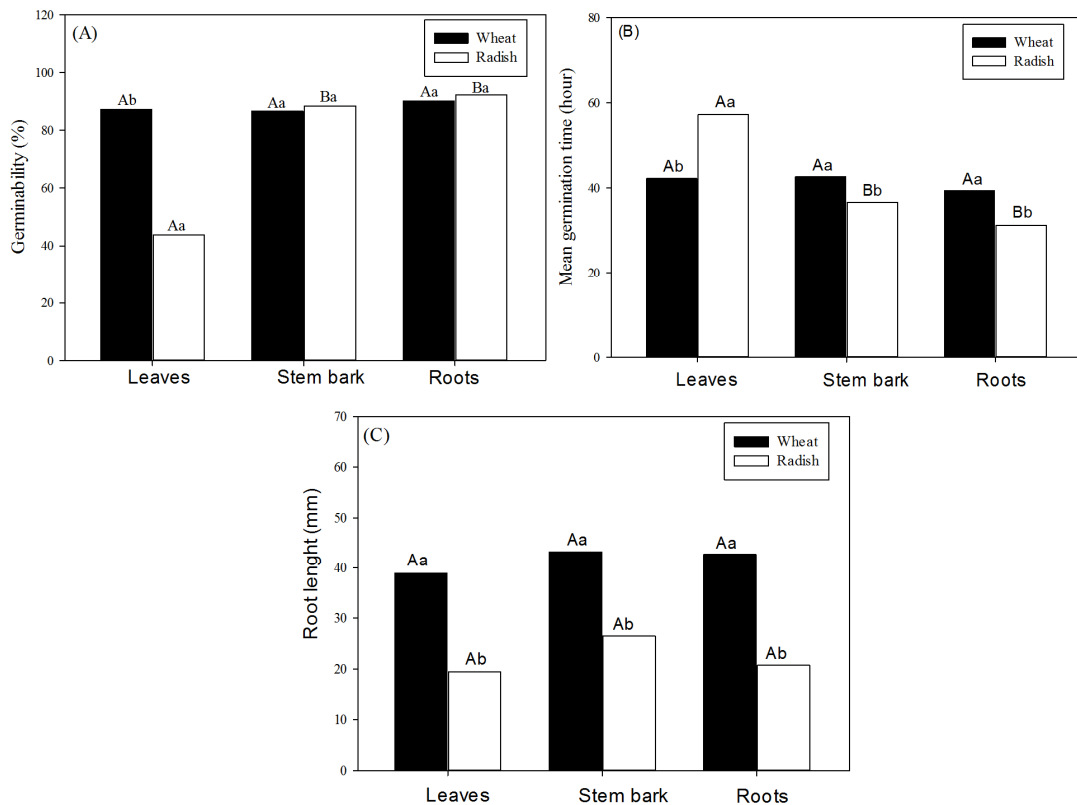 (A)
Wheat
Radish
Germinability (%)
120
100
80
60
40
20
0
Ab
Aa
Aa
Ba
Aa
Ba
Leaves
Stem bark
Roots
(B)
Wheat
Radish
Mean germination time (hour)
80
60
40
20
0
Ab
Aa
Aa
Bb
Aa
Bb
Leaves
Stem bark
Roots
(C)
Wheat
Radish
Root lenght (mm)
70
60
50
40
30
20
10
0
Aa
Ab
Aa
Ab
Aa
Ab
Leaves
Stem bark
Roots